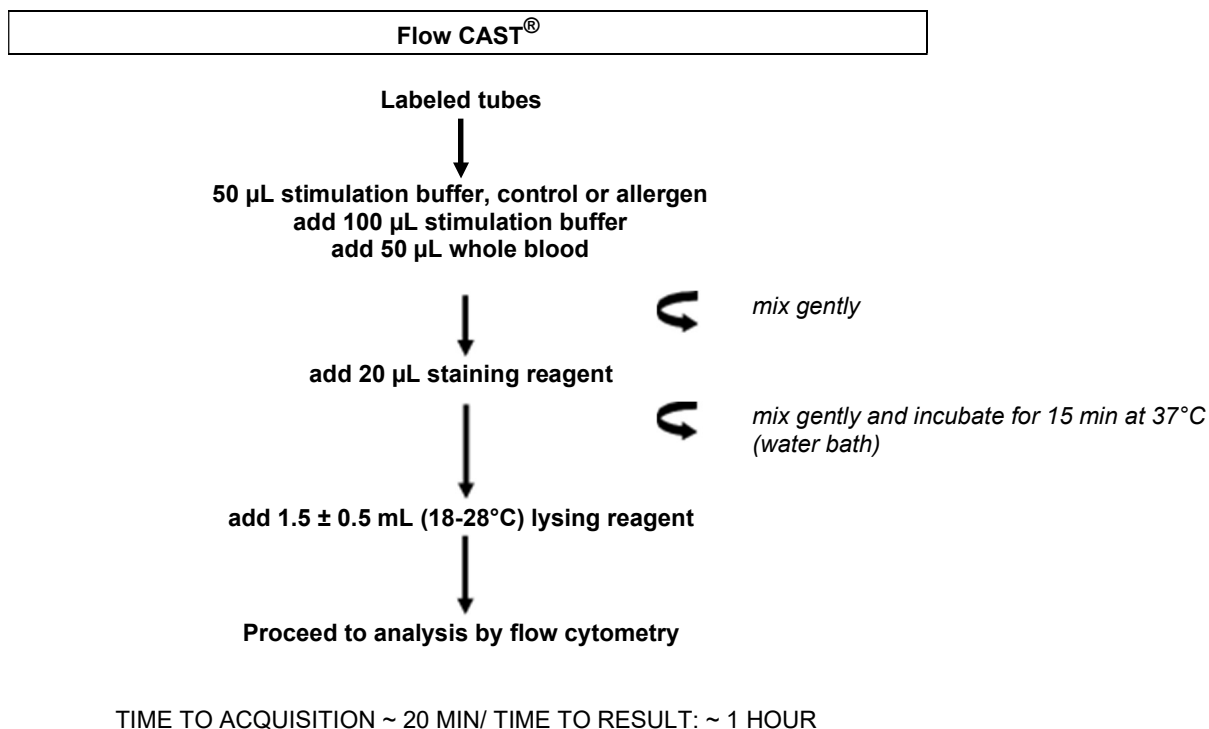 Flow CAST®
Labeled tubes
50 µL stimulation buffer, control or allergen
add 100 µL stimulation buffer
add 50 µL whole blood
mix gently
add 20 µL staining reagent
mix gently and incubate for 15 min at 37°C
(water bath)
add 1.5 ± 0.5 mL (18-28°C) lysing reagent
Proceed to analysis by flow cytometry
TIME TO ACQUISITION ~ 20 MIN/ TIME TO RESULT: ~ 1 HOUR